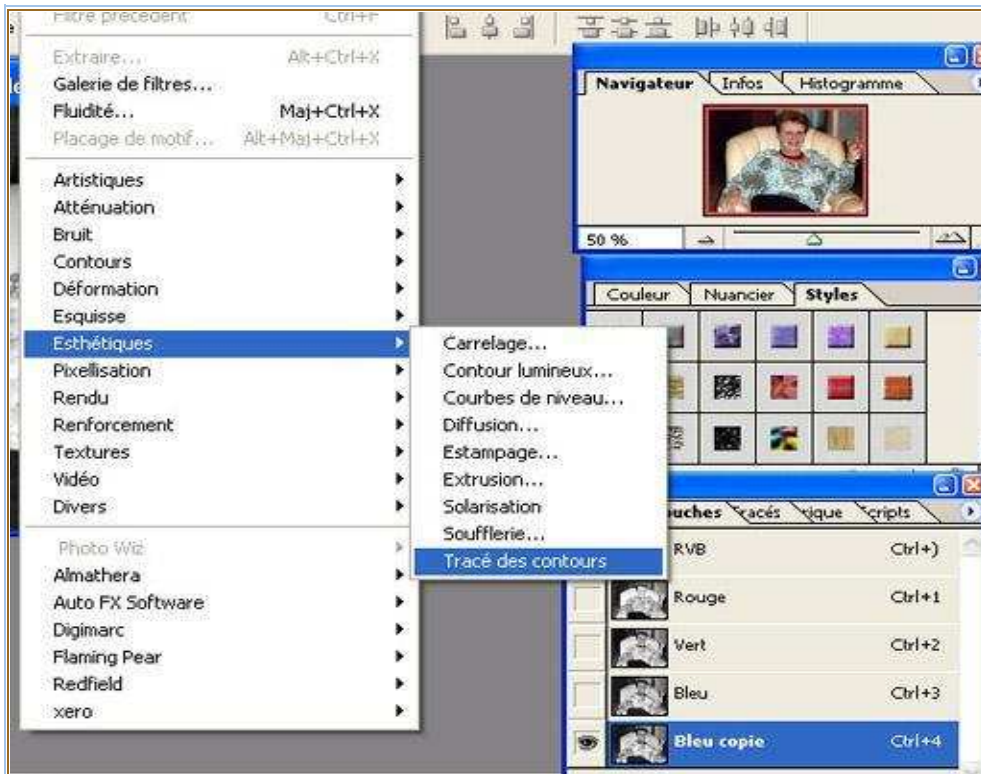 Filtre précédent Ctrl+F
Extraire... Alt+Ctrl+X
Galerie de filtres...
Fluidité... Maj+Ctrl+X
Placage de motif... Alt+Maj+Ctrl+X
Artistiques
Atténuation
Bruit
Contours
Déformation
Esquisse
Esthétiques
Pixellisation
Rendu
Renforcement
Textures
Vidéo
Divers
Photo Wiz
Almathera
Auto FX Software
Digimarc
Flaming Pear
Redfield
xero
Carrelage...
Contour lumineux...
Courbes de niveau...
Diffusion...
Estampage...
Extrusion...
Solarisation
Soufflerie...
Tracé des contours
Navigateur Infos Histogramme
50 %
Couleur Nuancier Styles
uches racés rique cripts
RVB Ctrl+)
Rouge Ctrl+1
Vert Ctrl+2
Bleu Ctrl+3
Bleu copie Ctrl+4